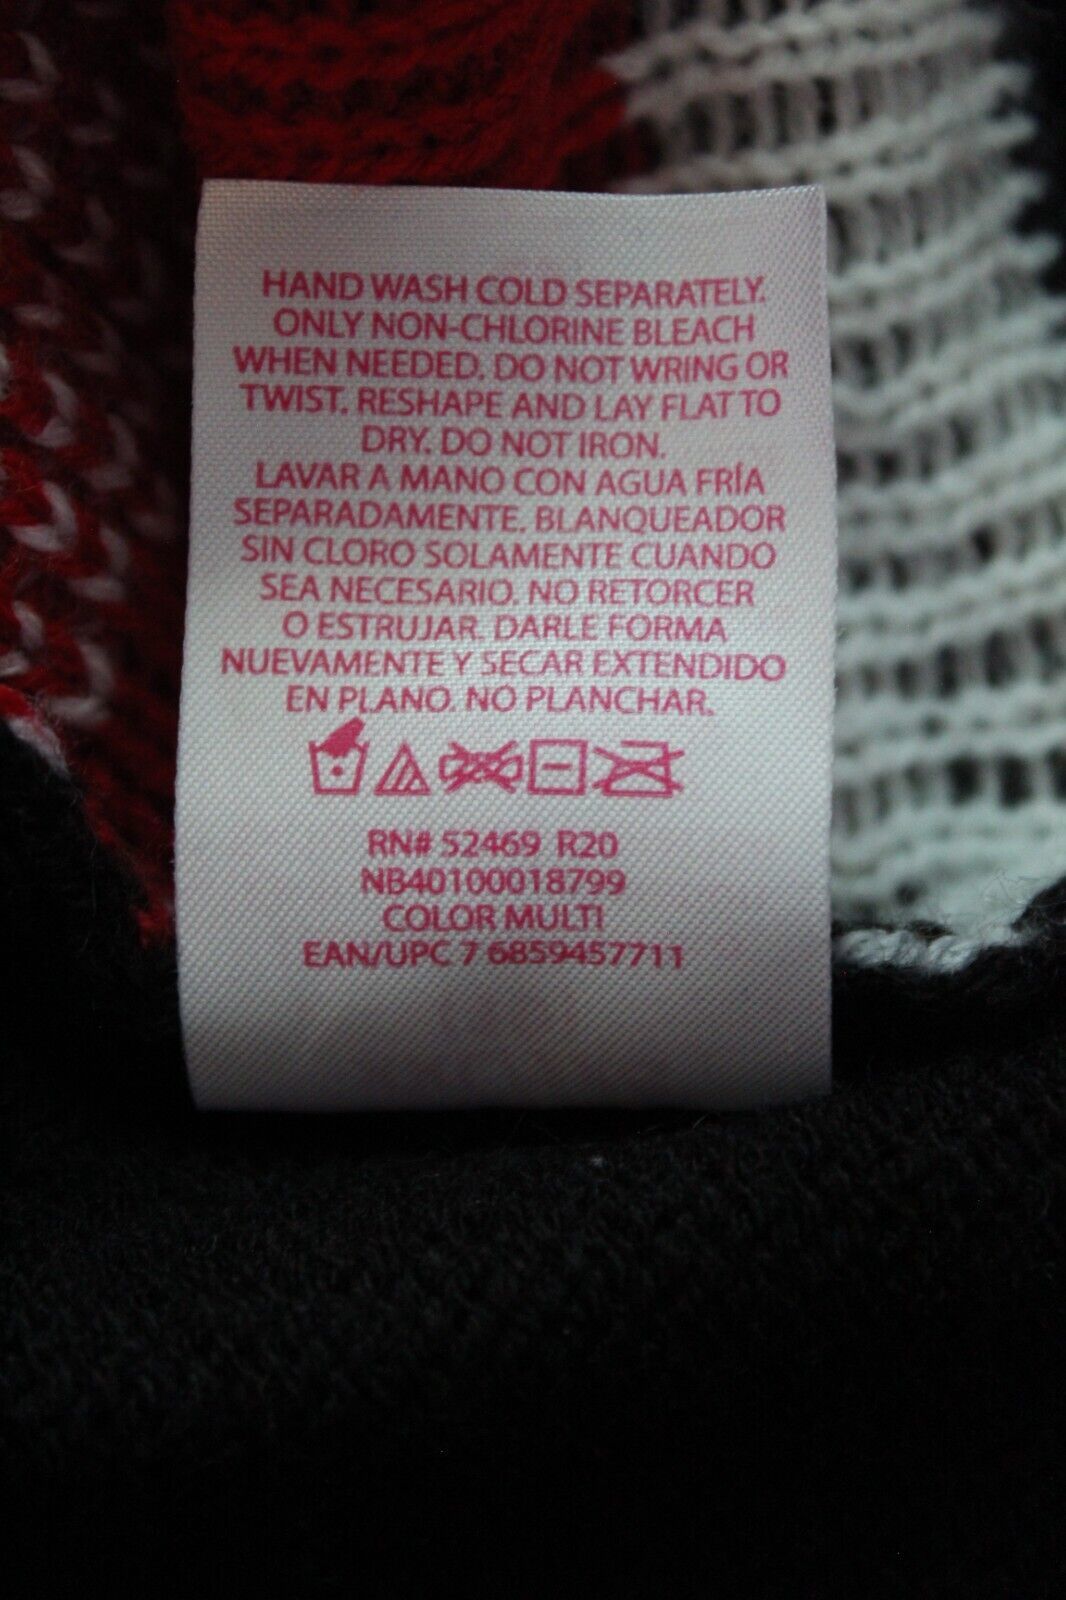 HAND WASH COLD SEPARATELY.
ONLY NON-CHLORINE BLEACH
WHEN NEEDED. DO NOT WRING OR
TWIST. RESHAPE AND LAY FLAT TO
DRY. DO NOT IRON.
LAVAR A MANO CON AGUA FRÍA
SEPARADAMENTE. BLANQUEADOR
SIN CLORO SOLAMENTE CUANDO
SEA NECESARIO. NO RETORCER
O ESTRUJAR. DARLE FORMA
NUEVAMENTE Y SECAR EXTENDIDO
EN PLANO. NO PLANCHAR.
RN# 52469 R20
NB40100018799
COLOR MULTI
EAN/UPC 7 6859457711